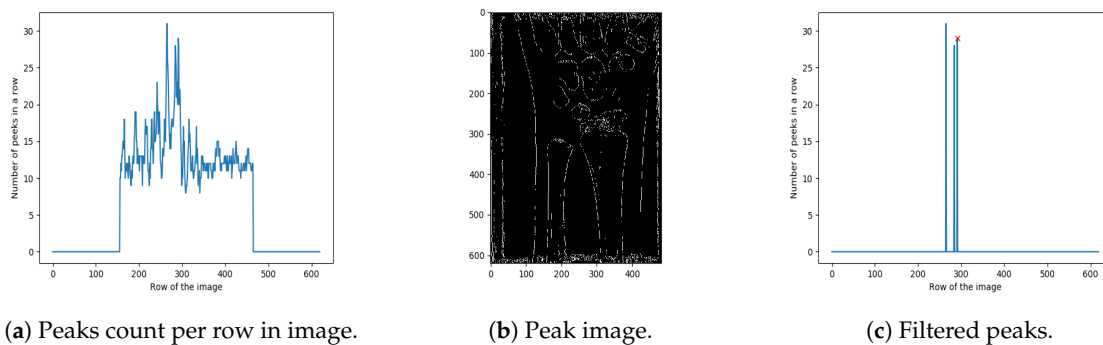 30
25
20
15
10
5
0
Number of peeks in a row
0 100 200 300 400 500 600
Row of the image
0
100
200
300
400
500
600
0 100 200 300 400
30
25
20
15
10
5
0
Number of peeks in a row
0 100 200 300 400 500 600
Row of the image
(a) Peaks count per row in image.
(b) Peak image.
(c) Filtered peaks.